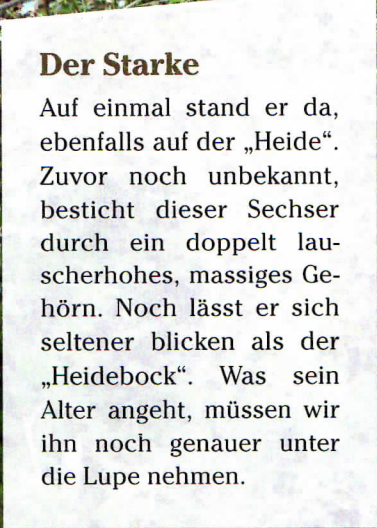 Der Starke
Auf einmal stand er da,
ebenfalls auf der „Heide“.
Zuvor noch unbekannt,
besticht dieser Sechser
durch ein doppelt lau-
scherhohes, massiges Ge-
hörn. Noch lässt er sich
seltener blicken als der
„Heidebock“. Was sein
Alter angeht, müssen wir
ihn noch genauer unter
die Lupe nehmen.